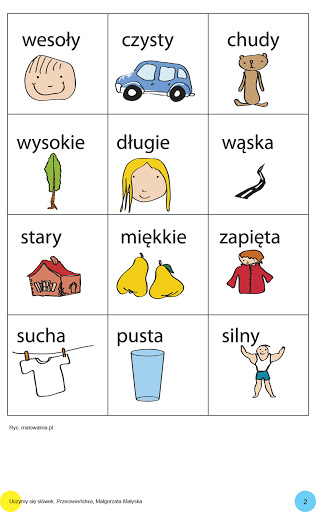 wesoły czysty chudy
wysokie długie wąska
stary miękkie zapięta
sucha pusta silny
Ryc. malowalnia.pl
Uczymy się słówek, Przeciwieństwa, Małgorzata Małyska 2